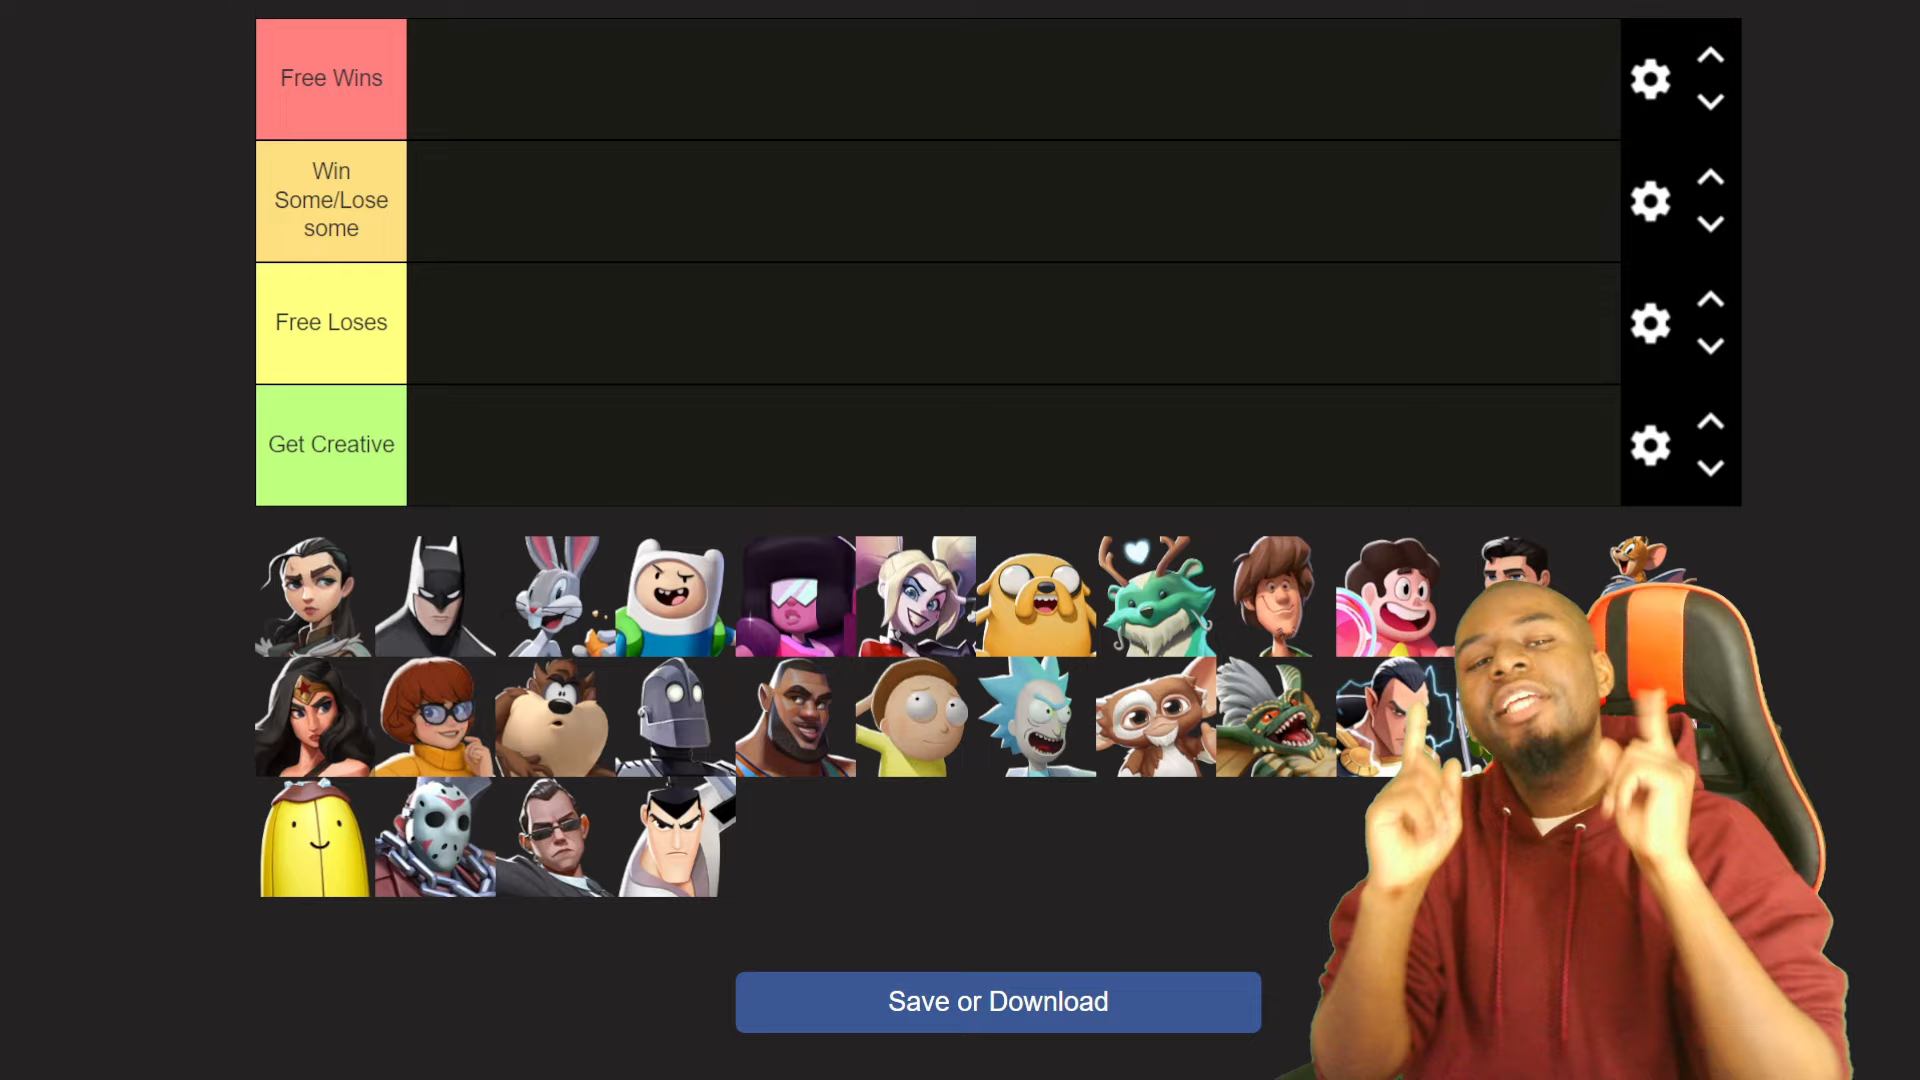 Free Wins
Win
Some/Lose
some
Free Loses
Get Creative
Save or Download